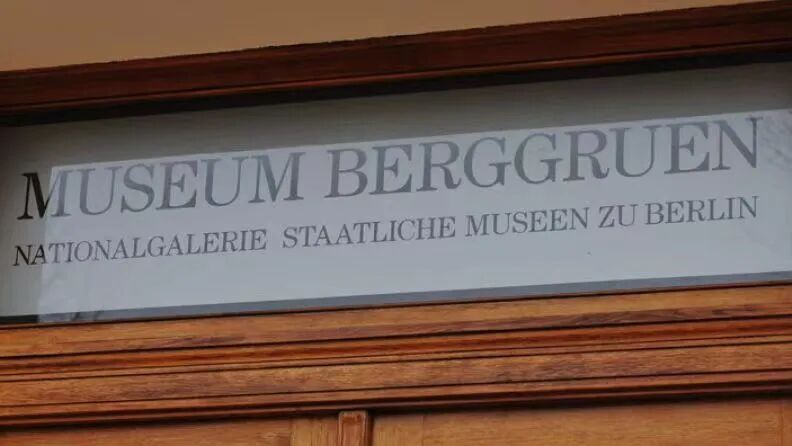 MUSEUM BERGGRUEN
NATIONALGALERIE STAATLICHE MUSEEN ZU BERLIN